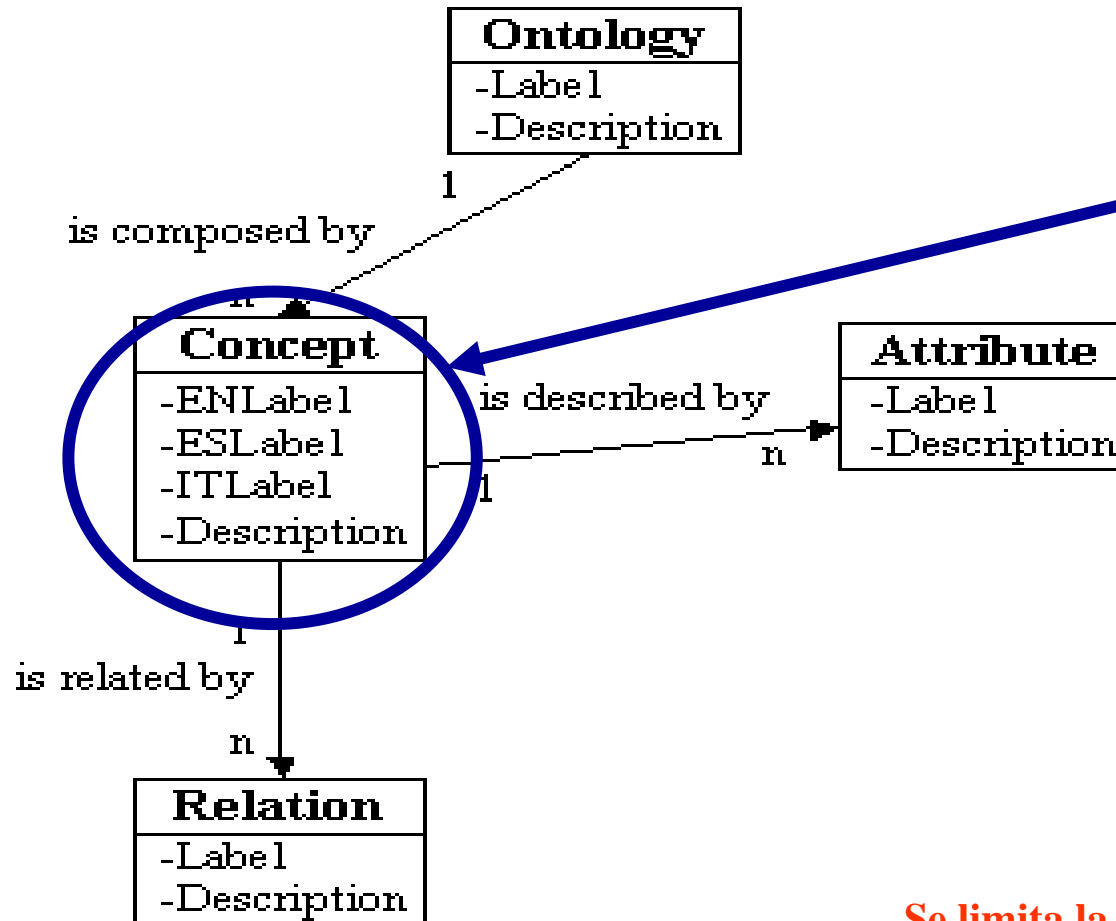 Ontology
-Label
-Description
1
is composed by
n
Concept
-ENLabel
-ESLabel
-ITLabel
-Description
is described by
1
n
Attribute
-Label
-Description
1
is related by
n
Relation
-Label
-Description
Se limita la